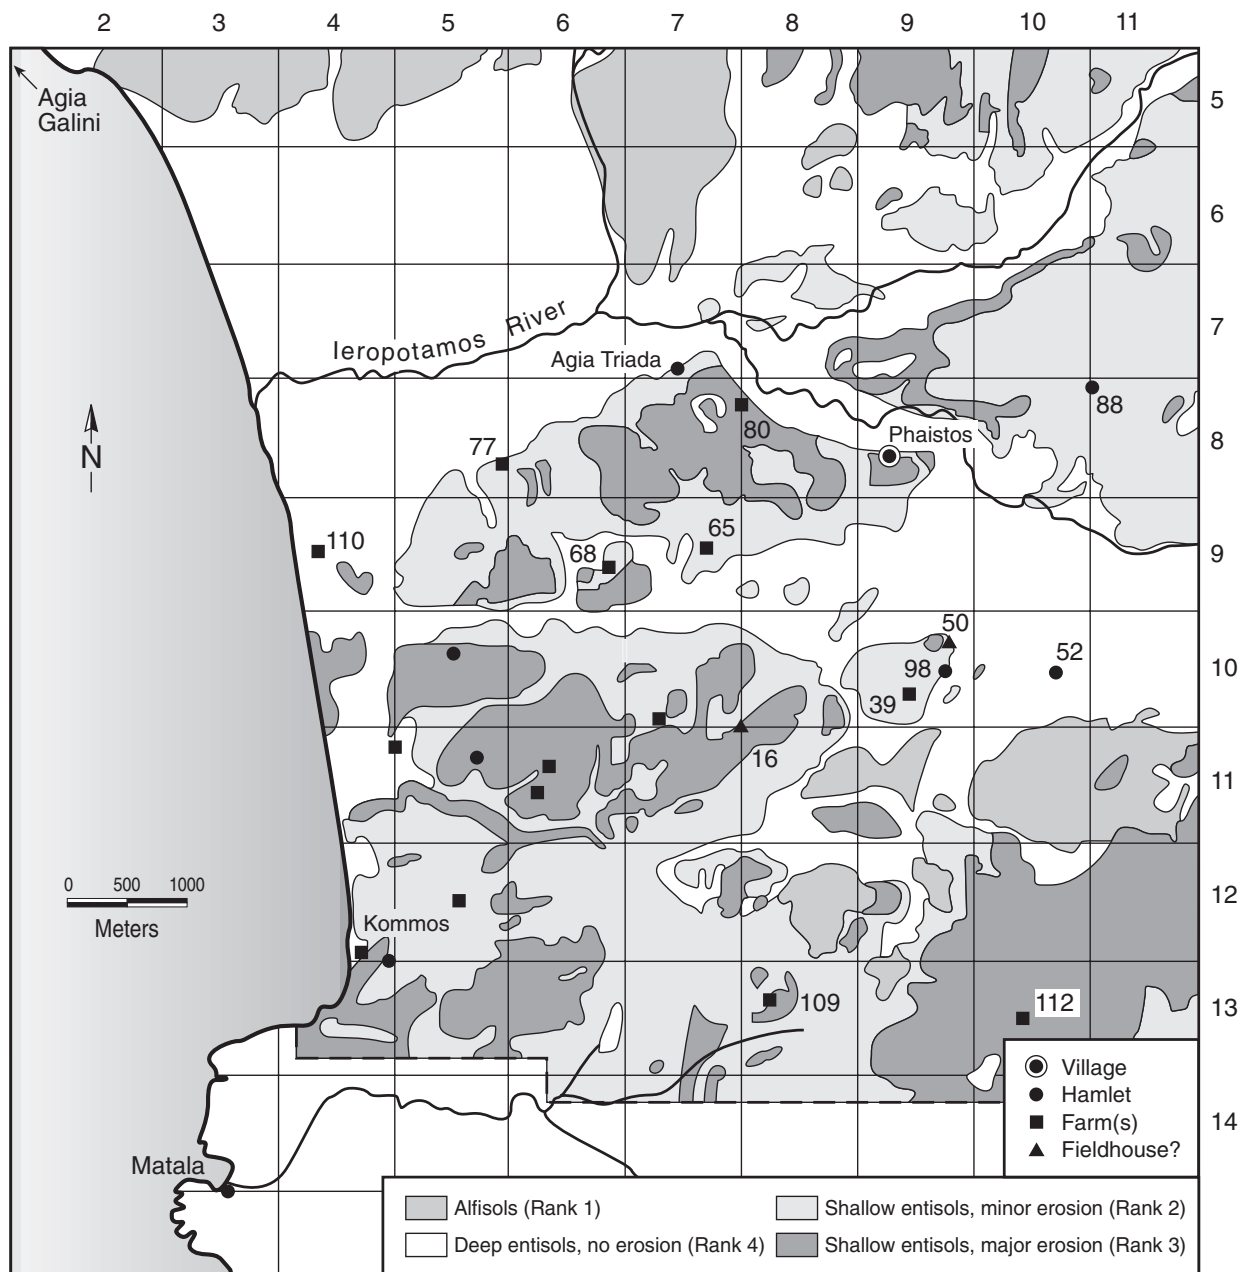 2 3 4 5 6 7 8 9 10 11
Agia
Galini
5
6
Ieropotamos River
7
Agia Triada
88
80
Phaistos
8
N
77
65
110
68
9
50
52
98
39
10
16
11
0 500 1000
Meters
12
Kommos
109
112
13
Village
Hamlet
Farm(s)
Fieldhouse?
14
Matala
Alfisols (Rank 1)
Shallow entisols, minor erosion (Rank 2)
Deep entisols, no erosion (Rank 4)
Shallow entisols, major erosion (Rank 3)